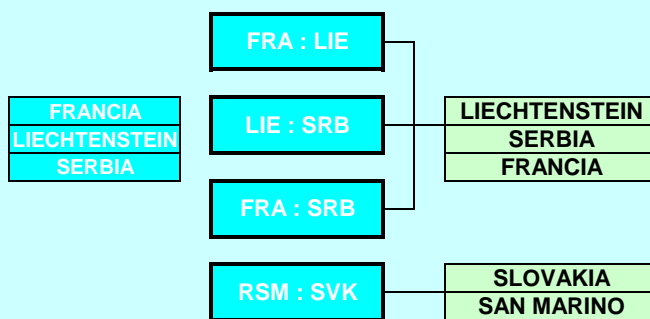 FRA : LIE
FRANCIA
LIECHTENSTEIN
SERBIA
LIE : SRB
LIECHTENSTEIN
SERBIA
FRANCIA
FRA : SRB
RSM : SVK
SLOVAKIA
SAN MARINO